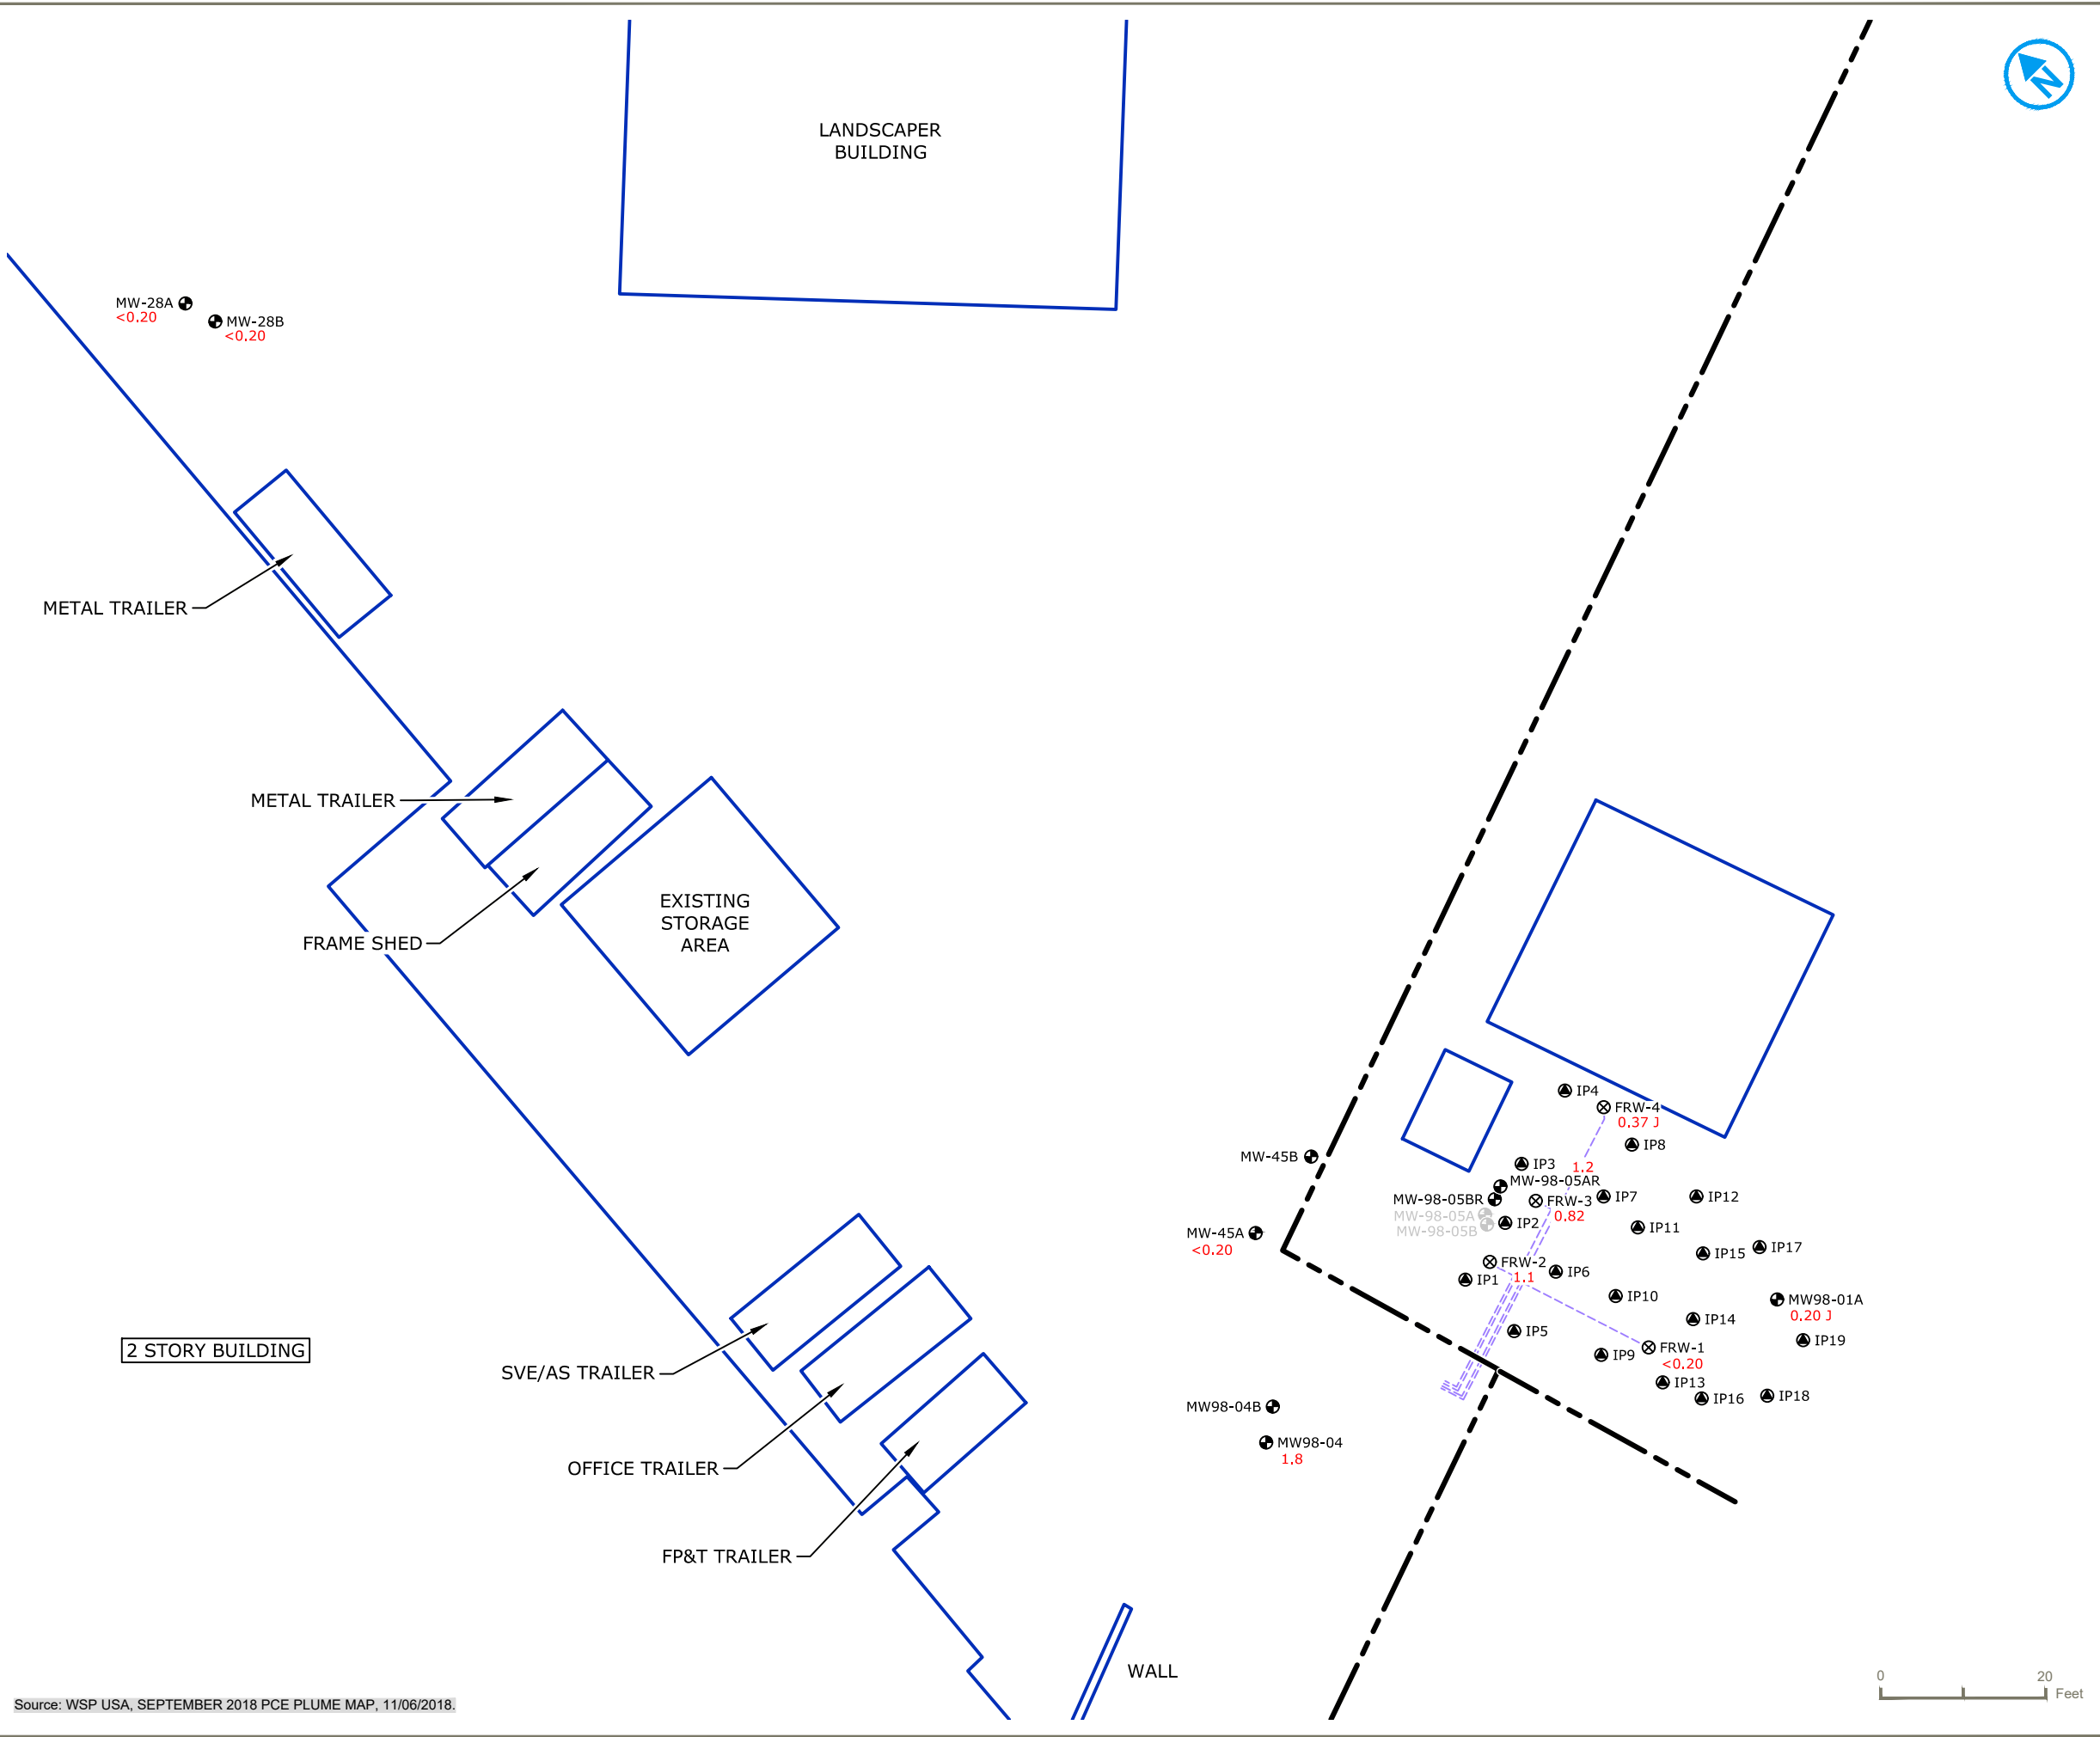 N
LANDSCAPER
BUILDING
MW-28A
<0.20
MW-28B
<0.20
METAL TRAILER
METAL TRAILER
FRAME SHED
EXISTING
STORAGE
AREA
IP4
FRW-4
0.37 J
IP8
MW-45B
IP3
1.2
MW-98-05AR
MW-98-05BR
FRW-3
0.82
IP7
IP12
MW-98-05A
MW-98-05B
IP2
IP11
MW-45A
<0.20
IP15
IP17
FRW-2
1.1
IP1
IP6
IP10
MW98-01A
0.20 J
IP14
IP5
IP19
IP9
FRW-1
<0.20
IP13
IP16
IP18
2 STORY BUILDING
SVE/AS TRAILER
MW98-04B
MW98-04
1.8
OFFICE TRAILER
FP&T TRAILER
WALL
0 20
Feet
Source: WSP USA, SEPTEMBER 2018 PCE PLUME MAP, 11/06/2018.